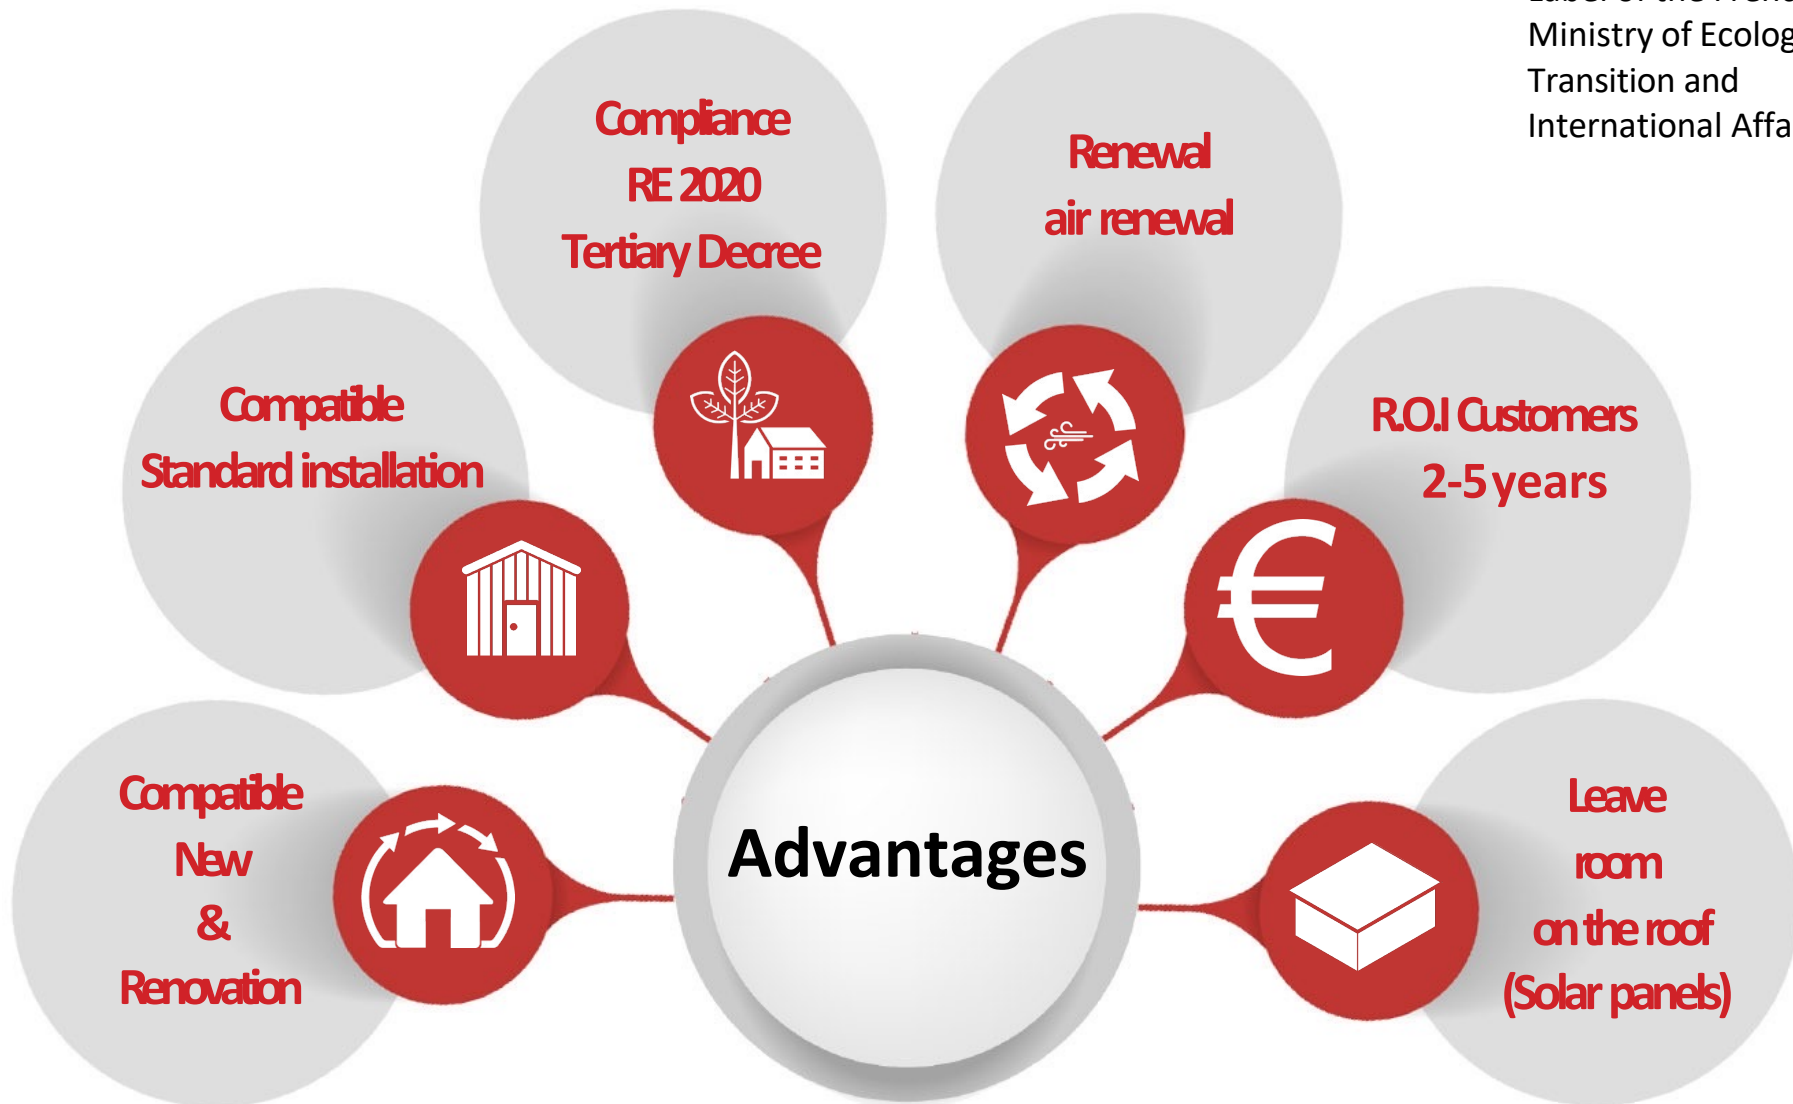 Ministry of Ecolog
Transition and
International Affa
Compliance
RE 2020
Tertiary Decree
Renewal
air renewal
Compatible
Standard installation
R.O.I Customers
2-5 years
Compatible
New
&
Renovation
Leave
room
on the roof
(Solar panels)
Advantages
€